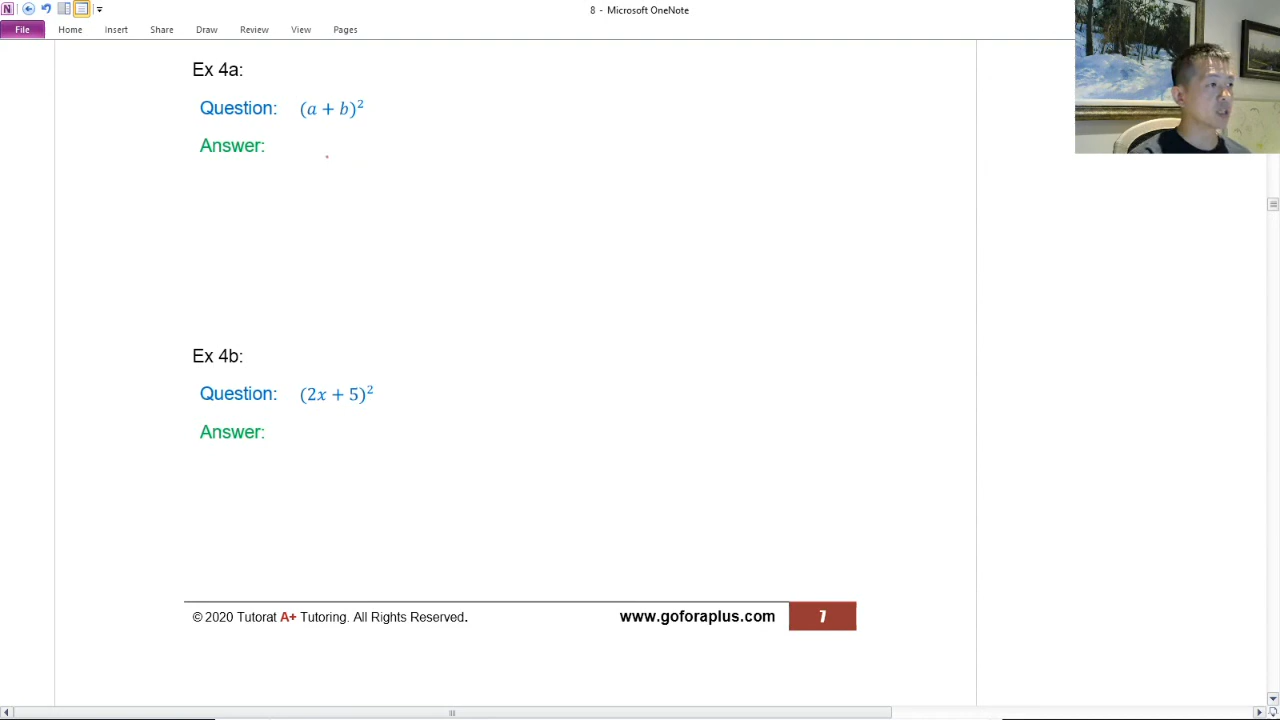 8 - Microsoft OneNote
File Home Insert Share Draw Review View Pages
Ex 4a:
Question: (a + b)²
Answer:
Ex 4b:
Question: (2x + 5)²
Answer:
© 2020 Tutorat A+ Tutoring. All Rights Reserved. www.goforaplus.com 7